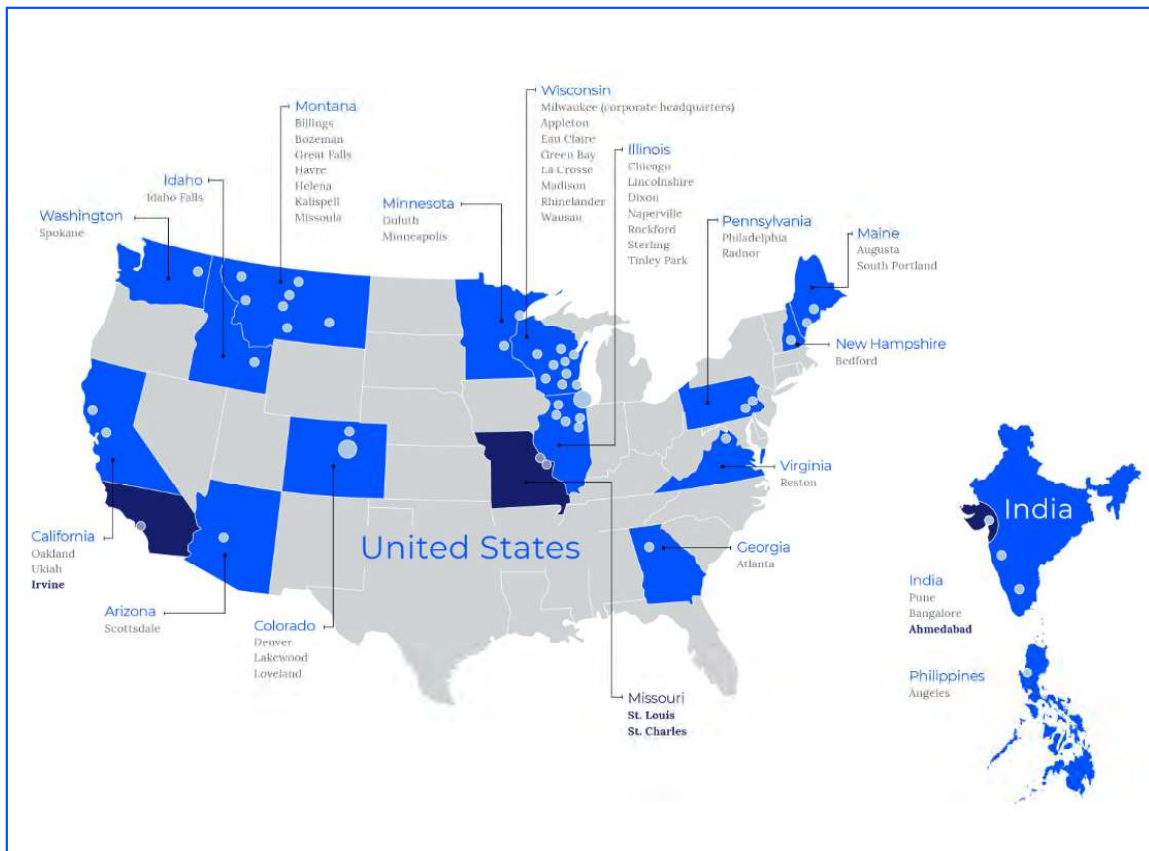 Montana
Billings
Bozeman
Great Falls
Havre
Helena
Kalispell
Missoula
Wisconsin
Milwaukee (corporate headquarters)
Appleton
Eau Claire
Green Bay
La Crosse
Madison
Rhinelander
Wausau
Illinois
Chicago
Lincolnshire
Dixon
Naperville
Rockford
Sterling
Tinley Park
Idaho
Idaho Falls
Washington
Spokane
Minnesota
Duluth
Minneapolis
Pennsylvania
Philadelphia
Radnor
Maine
Augusta
South Portland
New Hampshire
Bedford
Virginia
Reston
United States
Georgia
Atlanta
California
Oakland
Ukiah
Irvine
Arizona
Scottsdale
Colorado
Denver
Lakewood
Loveland
Missouri
St. Louis
St. Charles
India
India
Pune
Bangalore
Ahmedabad
Philippines
Angeles